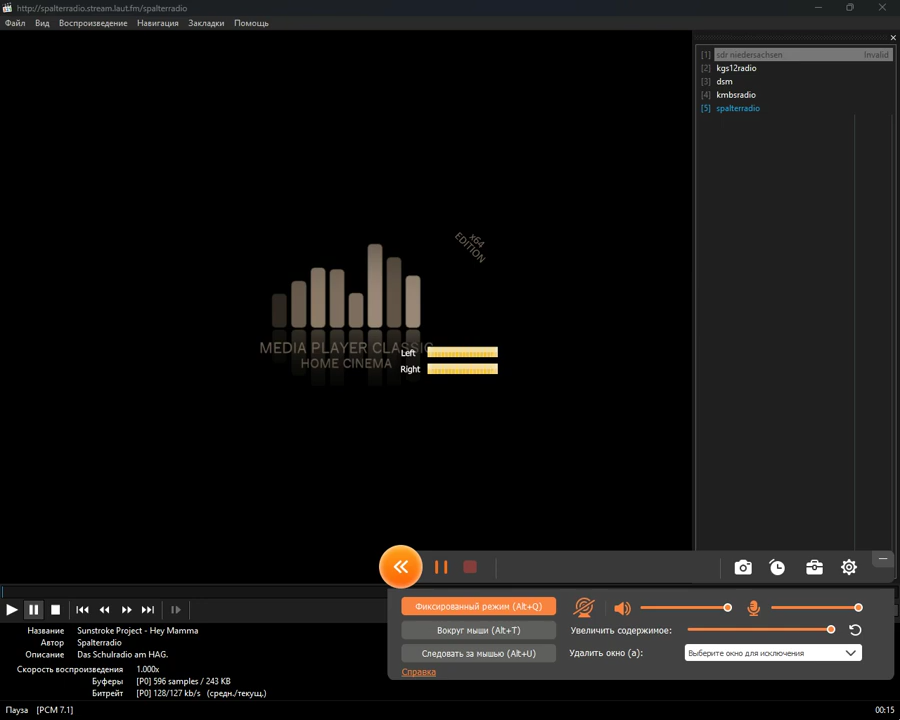 http://spalterradio.stream.laut.fm/spalterradio
Файл Вид Воспроизведение Навигация Закладки Помощь
[1] sdr niedersachsen Invalid
[2] kgs12radio
[3] dsm
[4] kmbsradio
[5] spalterradio
x64
EDITION
MEDIA PLAYER CLASSIC
HOME CINEMA
Left
Right
Фиксированный режим (Alt+Q)
Вокруг мыши (Alt+T)
Увеличить содержимое:
Следовать за мышью (Alt+U)
Удалить окно (а):
Выберите окно для исключения
Справка
Название Sunstroke Project - Hey Mamma
Автор Spalterradio
Описание Das Schulradio am HAG.
Скорость воспроизведения 1.000x
Буферы [P0] 596 samples / 243 KB
Битрейт [P0] 128/127 kb/s (средн./текущ.)
Пауза [PCM 7.1] 00:15